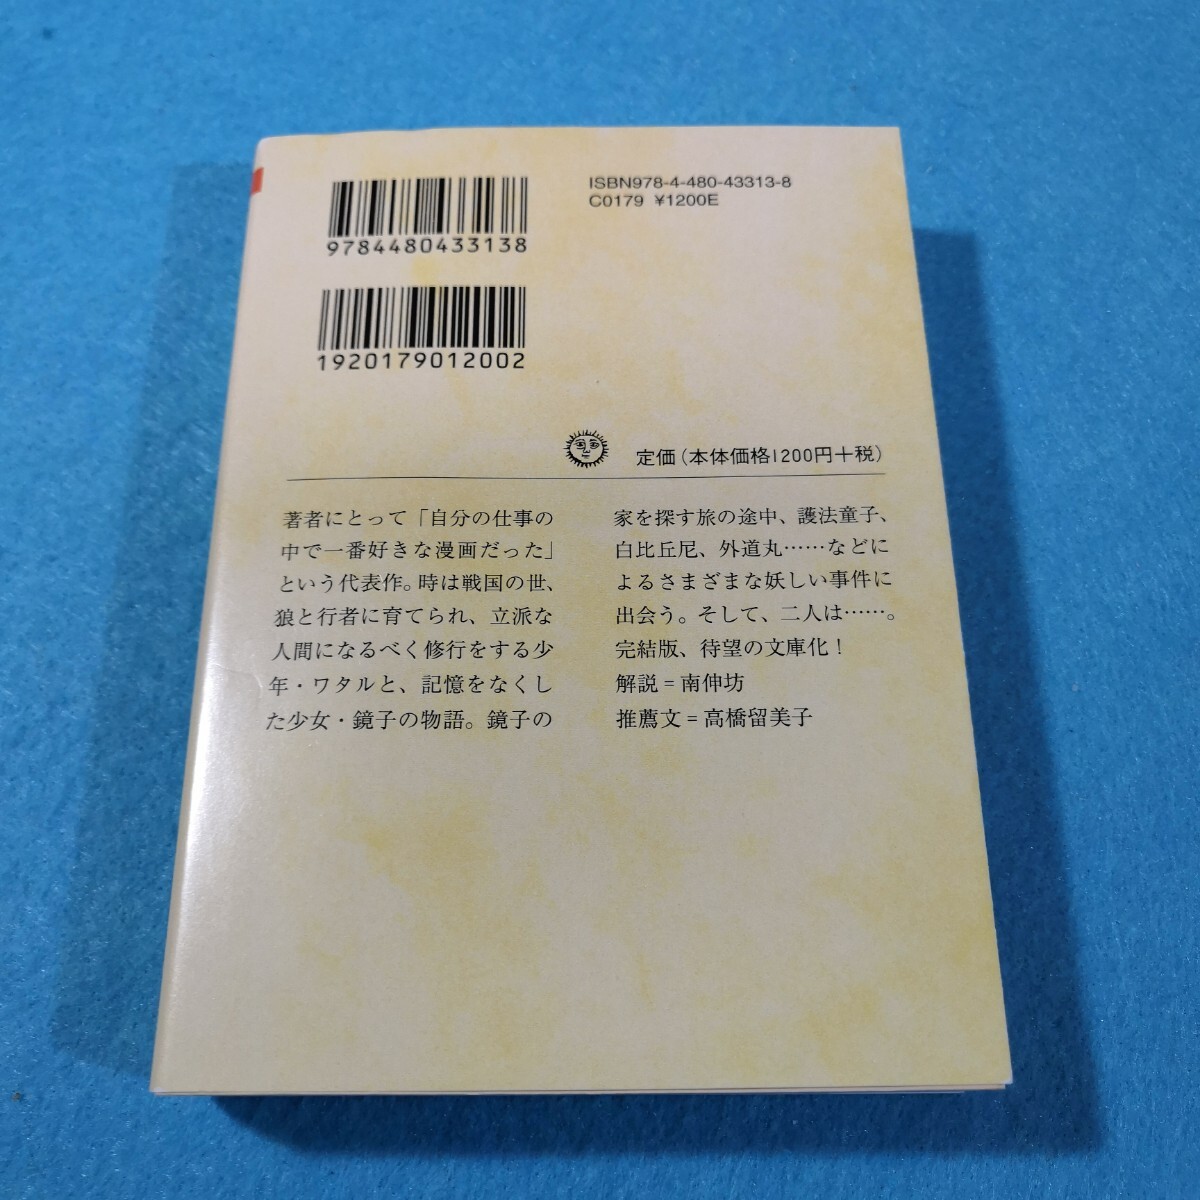 9784480433138
ISBN978-4-480-43313-8
C0179 ¥1200E
1920179012002
定価(本体価格1200円+税)
著者にとって「自分の仕事の
中で一番好きな漫画だった」
という代表作。時は戦国の世、
狼と行者に育てられ、立派な
人間になるべく修行をする少
年・ワタルと、記憶をなくし
た少女・鏡子の物語。鏡子の
家を探す旅の途中、護法童子、
白比丘尼、外道丸……などに
よるさまざまな妖しい事件に
出会う。そして、二人は……。
完結版、待望の文庫化!
解説=南伸坊
推薦文=高橋留美子